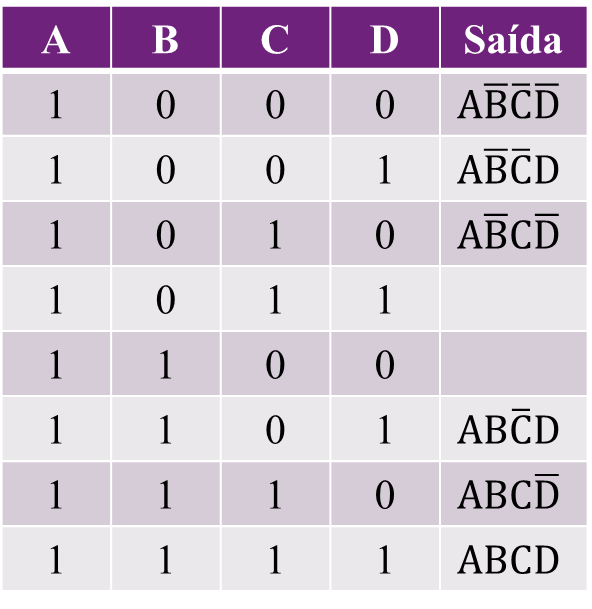 A B C D Saída
1 0 0 0 AB̅C̅D̅
1 0 0 1 AB̅C̅D
1 0 1 0 AB̅CD̅
1 0 1 1
1 1 0 0
1 1 0 1 ABC̅D
1 1 1 0 ABCD̅
1 1 1 1 ABCD